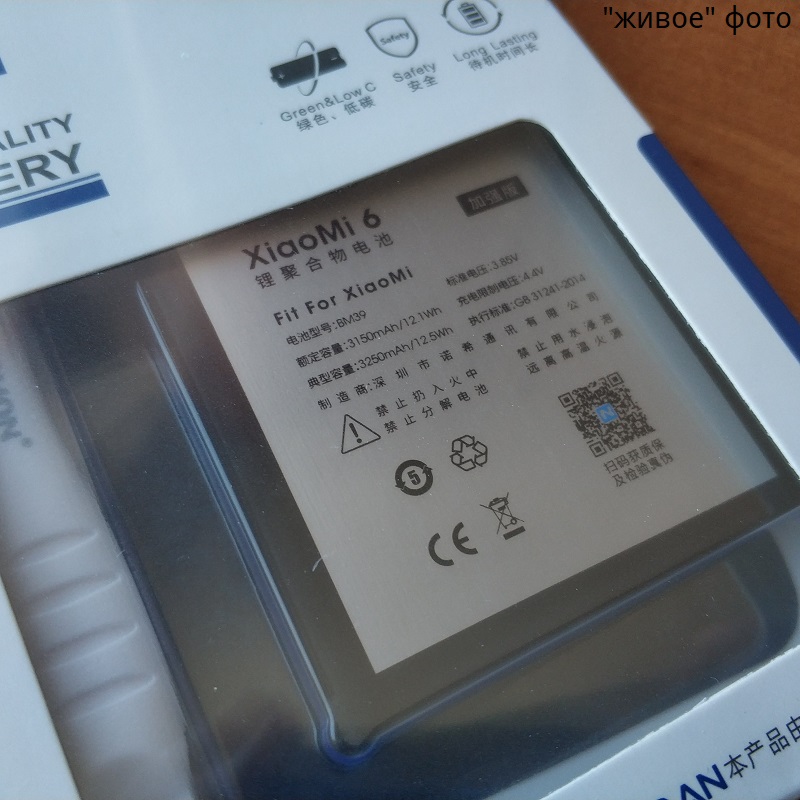 "живое" фото
Safety
Green&Low C
绿色、低碳
Safety
安全
Long Lasting
待机时间长
ALITY
ERY
XiaoMi 6
加强版
锂聚合物电池
Fit For XiaoMi
电池型号:BM39
标准电压:3.85V
额定容量:3150mAh/12.1Wh
充电限制电压:4.4V
典型容量:3250mAh/12.5Wh
执行标准:GB 31241-2014
制造商:深圳市诺希通讯有限公司
禁止扔入火中
禁止用水浸泡
禁止分解电池
远离高温火源
5
N
扫码获质保
及检验真伪
CE
本产品由